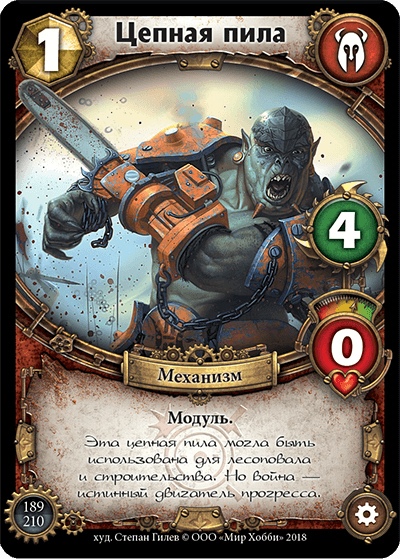 1
Цепная пила
4
0
Механизм
Модуль.
Эта цепная пила могла быть
использована для лесоповала
и строительства. Но война —
истинный двигатель прогресса.
189
210
худ. Степан Гилев © ООО «Мир Хобби» 2018